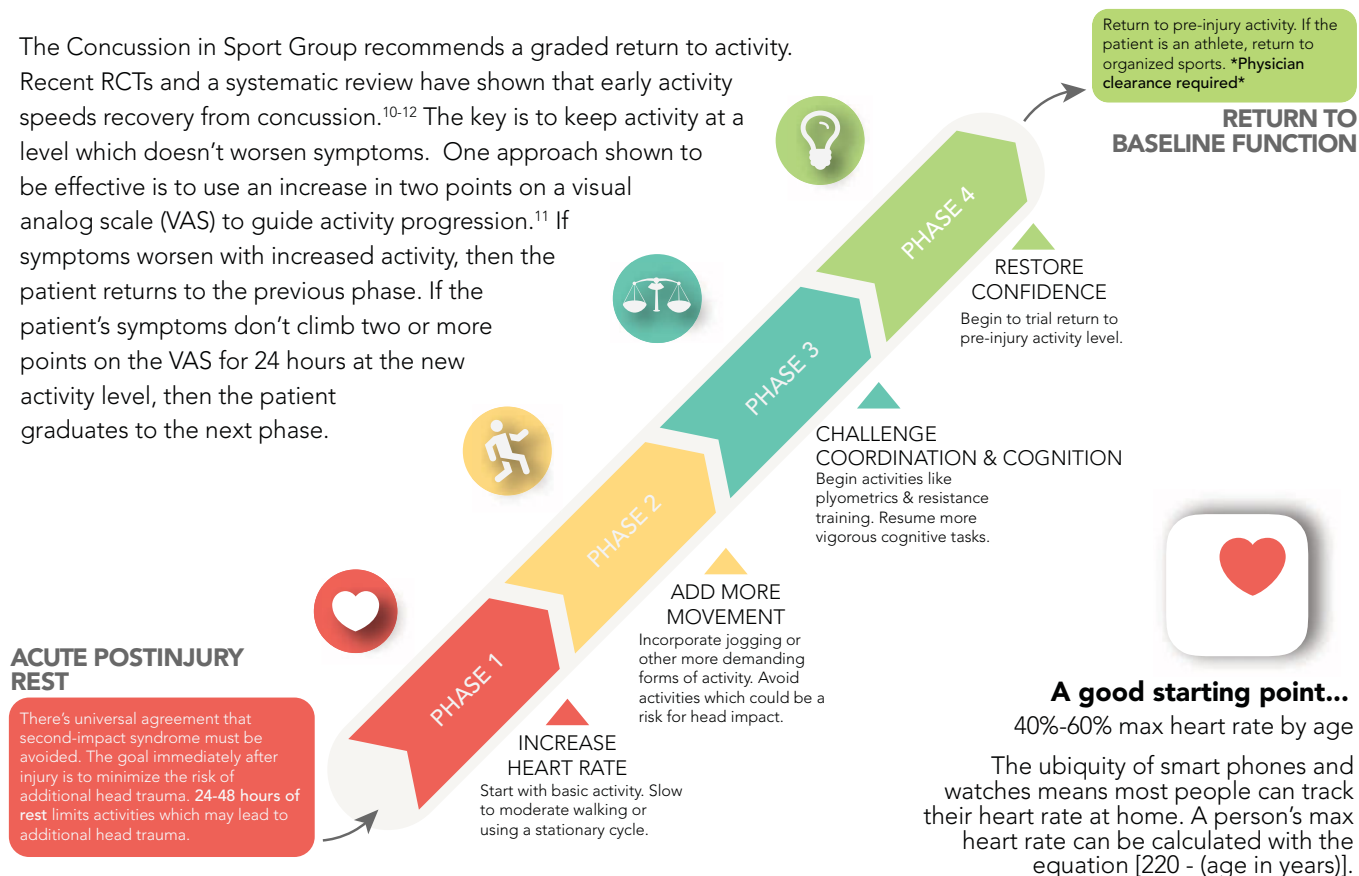 The Concussion in Sport Group recommends a graded return to activity.
Recent RCTs and a systematic review have shown that early activity
speeds recovery from concussion.10-12 The key is to keep activity at a
level which doesn't worsen symptoms. One approach shown to
be effective is to use an increase in two points on a visual
analog scale (VAS) to guide activity progression.11 If
symptoms worsen with increased activity, then the
patient returns to the previous phase. If the
patient's symptoms don't climb two or more
points on the VAS for 24 hours at the new
activity level, then the patient
graduates to the next phase.
ACUTE POSTINJURY
REST
There's universal agreement that
second-impact syndrome must be
avoided. The goal immediately after
injury is to minimize the risk of
additional head trauma. 24-48 hours of
rest limits activities which may lead to
additional head trauma.
PHASE 1
INCREASE
HEART RATE
Start with basic activity. Slow
to moderate walking or
using a stationary cycle.
PHASE 2
ADD MORE
MOVEMENT
Incorporate jogging or
other more demanding
forms of activity. Avoid
activities which could be a
risk for head impact.
PHASE 3
CHALLENGE
COORDINATION & COGNITION
Begin activities like
plyometrics & resistance
training. Resume more
vigorous cognitive tasks.
PHASE 4
RESTORE
CONFIDENCE
Begin to trial return to
pre-injury activity level.
Return to pre-injury activity. If the
patient is an athlete, return to
organized sports. *Physician
clearance required*
RETURN TO
BASELINE FUNCTION
A good starting point...
40%-60% max heart rate by age
The ubiquity of smart phones and
watches means most people can track
their heart rate at home. A person's max
heart rate can be calculated with the
equation [220 - (age in years)].